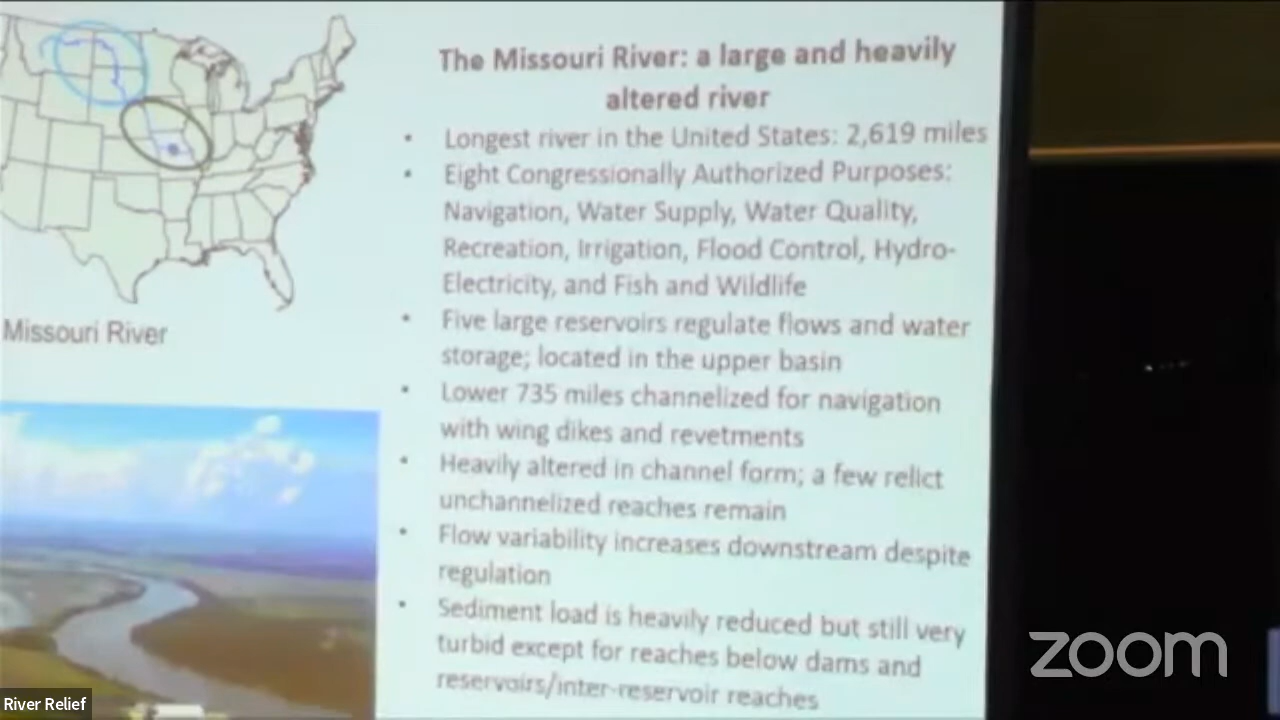 The Missouri River: a large and heavily
altered river
• Longest river in the United States: 2,619 miles
• Eight Congressionally Authorized Purposes:
Navigation, Water Supply, Water Quality,
Recreation, Irrigation, Flood Control, Hydro-
Electricity, and Fish and Wildlife
• Five large reservoirs regulate flows and water
storage; located in the upper basin
• Lower 735 miles channelized for navigation
with wing dikes and revetments
• Heavily altered in channel form; a few relict
unchannelized reaches remain
• Flow variability increases downstream despite
regulation
• Sediment load is heavily reduced but still very
turbid except for reaches below dams and
reservoirs/inter-reservoir reaches
Missouri River
River Relief
zoom